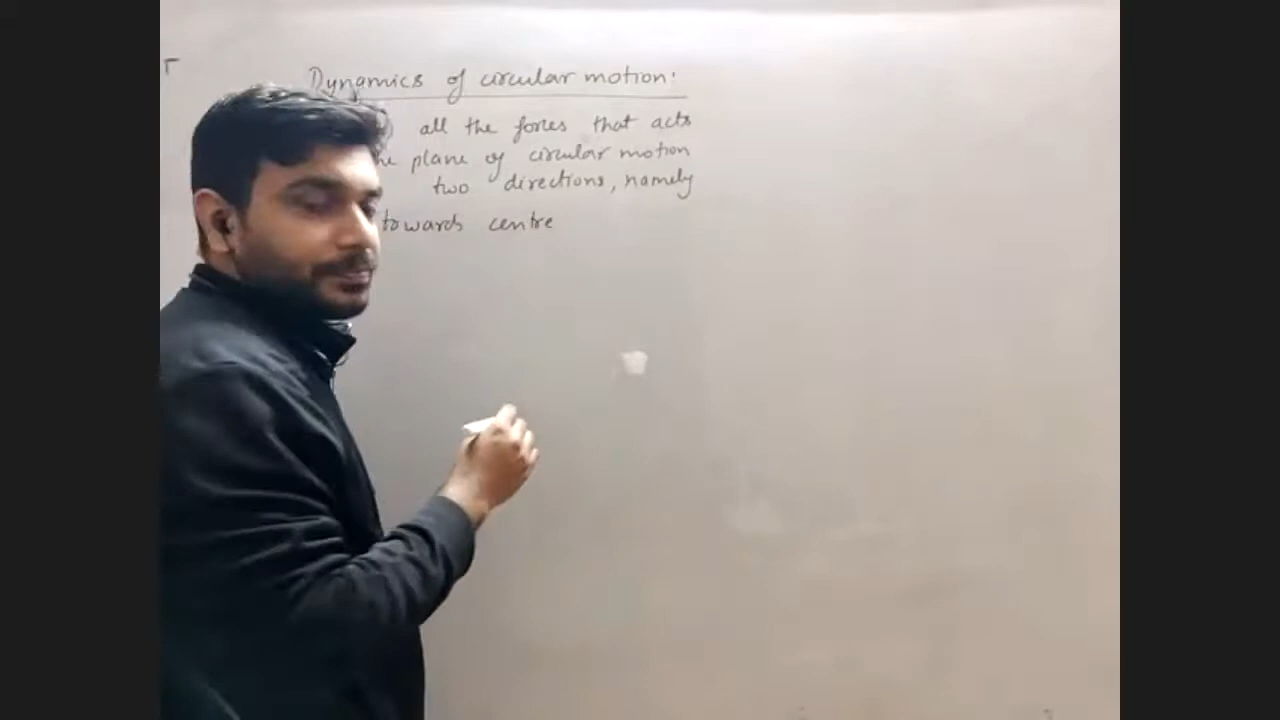 Dynamics of circular motion:
all the forces that acts
plane of circular motion
two directions, namely
towards centre